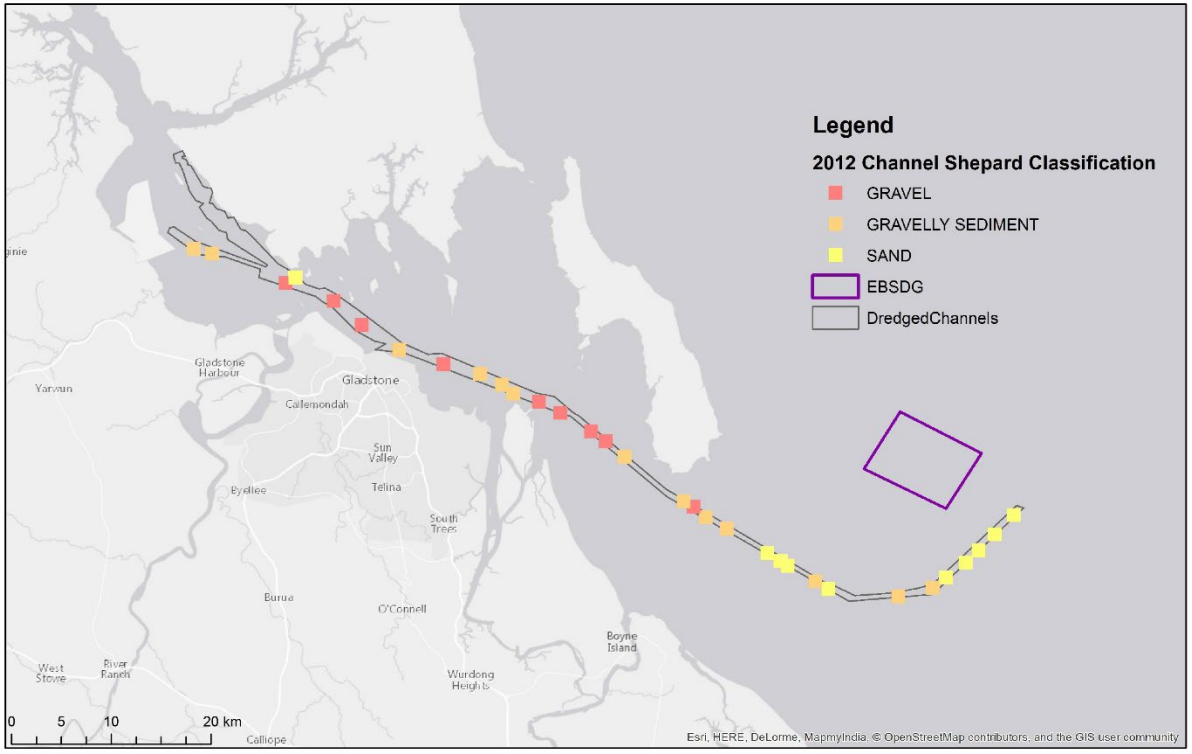 Legend
2012 Channel Shepard Classification
GRAVEL
GRAVELLY SEDIMENT
SAND
EBSDG
DredgedChannels
ginie
Yarwun
Gladstone
Harbour
Gladstone
Callemondah
Sun
Valley
Telina
Byellee
South
Trees
Burua
O'Connell
Boyne
Island
West
Stowe
River
Ranch
Wurdong
Heights
Calliope
0 5 10 20 km
Esri, HERE, DeLorme, MapmyIndia, © OpenStreetMap contributors, and the GIS user community